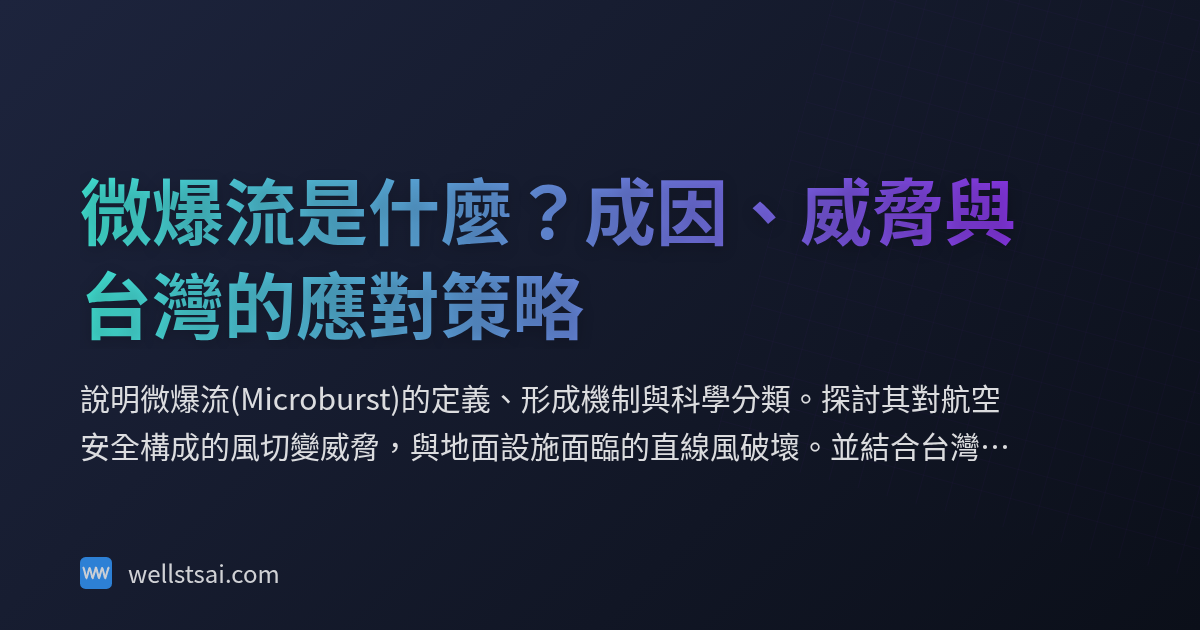 微爆流是什麼？成因、威脅與
台灣的應對策略
說明微爆流(Microburst)的定義、形成機制與科學分類。探討其對航空
安全構成的風切變威脅，與地面設施面臨的直線風破壞。並結合台灣…
wellstsai.com